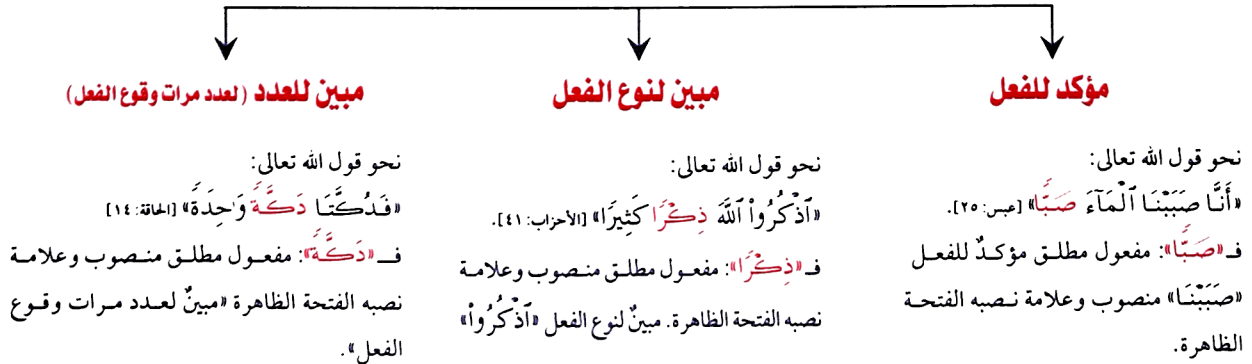 مؤكد للفعل
نحو قول الله تعالى:
«أَنَّا صَبَبْنَا ٱلْمَآءَ صَبًّا» [عبس: ٢٥].
فـ«صَبًّا»: مفعول مطلق مؤكدٌ للفعل
«صَبَبْنَا» منصوب وعلامة نصبه الفتحة
الظاهرة.
مبين لنوع الفعل
نحو قول الله تعالى:
«ٱذْكُرُوا۟ ٱللَّهَ ذِكْرًا كَثِيرًا» [الأحزاب: ٤١].
فـ«ذِكْرًا»: مفعول مطلق منصوب وعلامة
نصبه الفتحة الظاهرة. مبينٌ لنوع الفعل «ٱذْكُرُوا۟»
مبين للعدد (لعدد مرات وقوع الفعل)
نحو قول الله تعالى:
«فَدُكَّتَا دَكَّةً وَٰحِدَةً» [الحاقة: ١٤]
فـ«دَكَّةً»: مفعول مطلق منصوب وعلامة
نصبه الفتحة الظاهرة «مبينٌ لعدد مرات وقوع
الفعل».